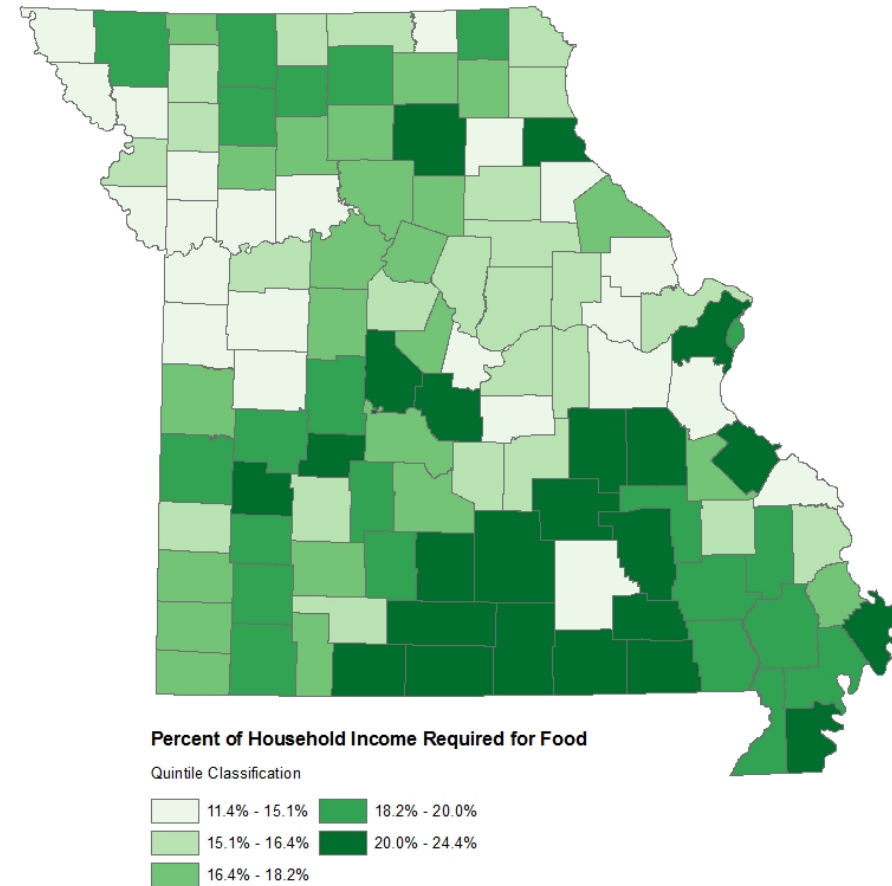 Percent of Household Income Required for Food
Quintile Classification
11.4% - 15.1%
18.2% - 20.0%
15.1% - 16.4%
20.0% - 24.4%
16.4% - 18.2%